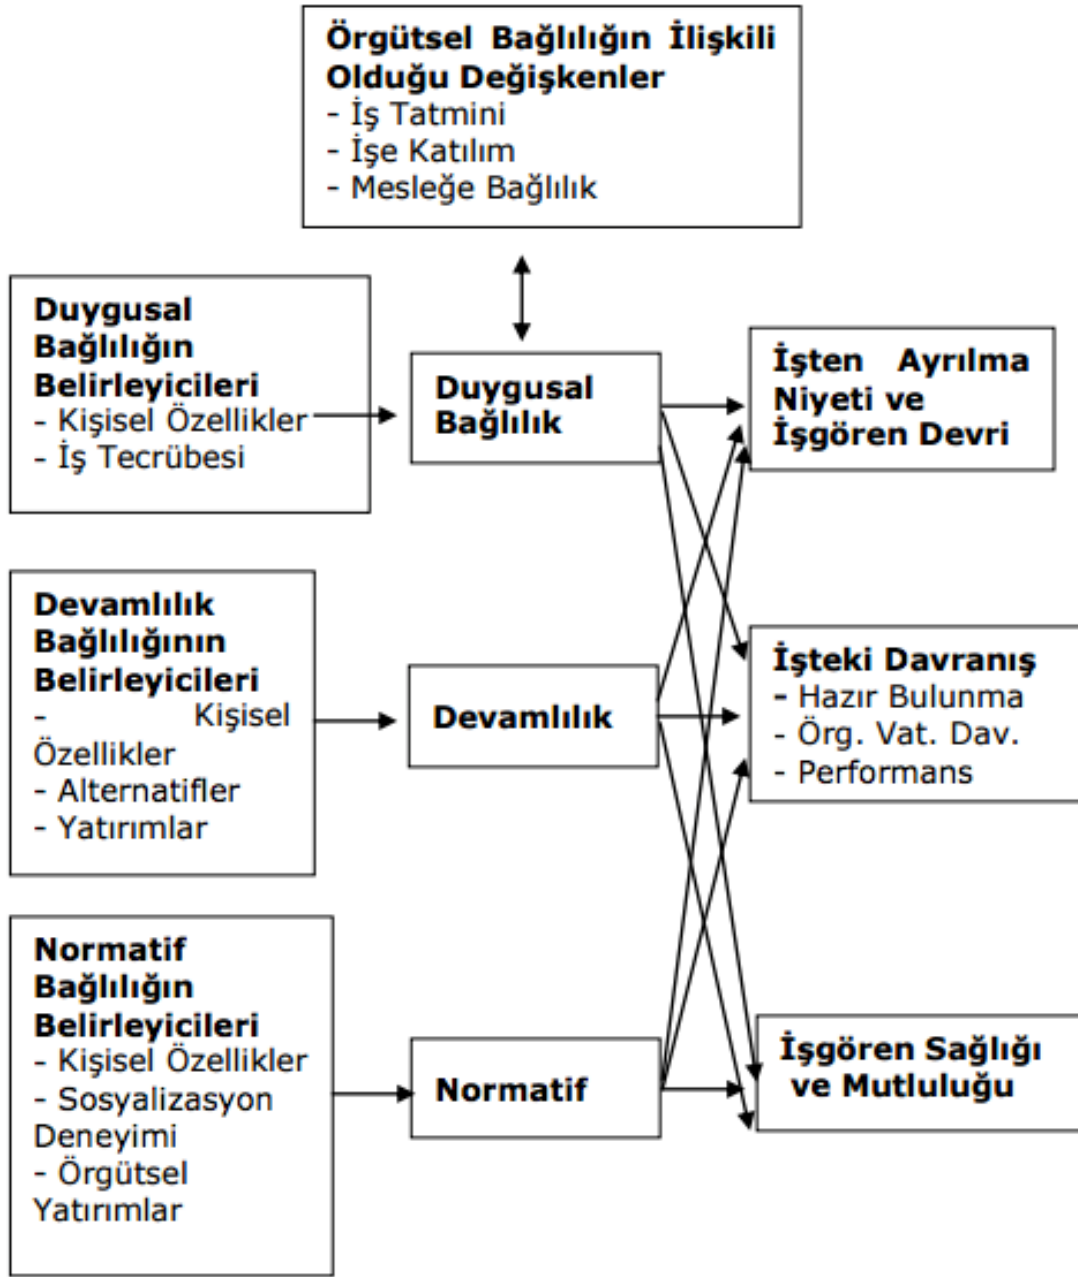 Örgütsel Bağlılığın İlişkili
Olduğu Değişkenler
- İş Tatmini
- İşe Katılım
- Mesleğe Bağlılık
Duygusal
Bağlılığın
Belirleyicileri
- Kişisel Özellikler
- İş Tecrübesi
Duygusal
Bağlılık
İşten Ayrılma
Niyeti ve
İşgören Devri
Devamlılık
Bağlılığının
Belirleyicileri
- Kişisel
Özellikler
- Alternatifler
- Yatırımlar
Devamlılık
İşteki Davranış
- Hazır Bulunma
- Örg. Vat. Dav.
- Performans
Normatif
Bağlılığın
Belirleyicileri
- Kişisel Özellikler
- Sosyalizasyon
Deneyimi
- Örgütsel
Yatırımlar
Normatif
İşgören Sağlığı
ve Mutluluğu